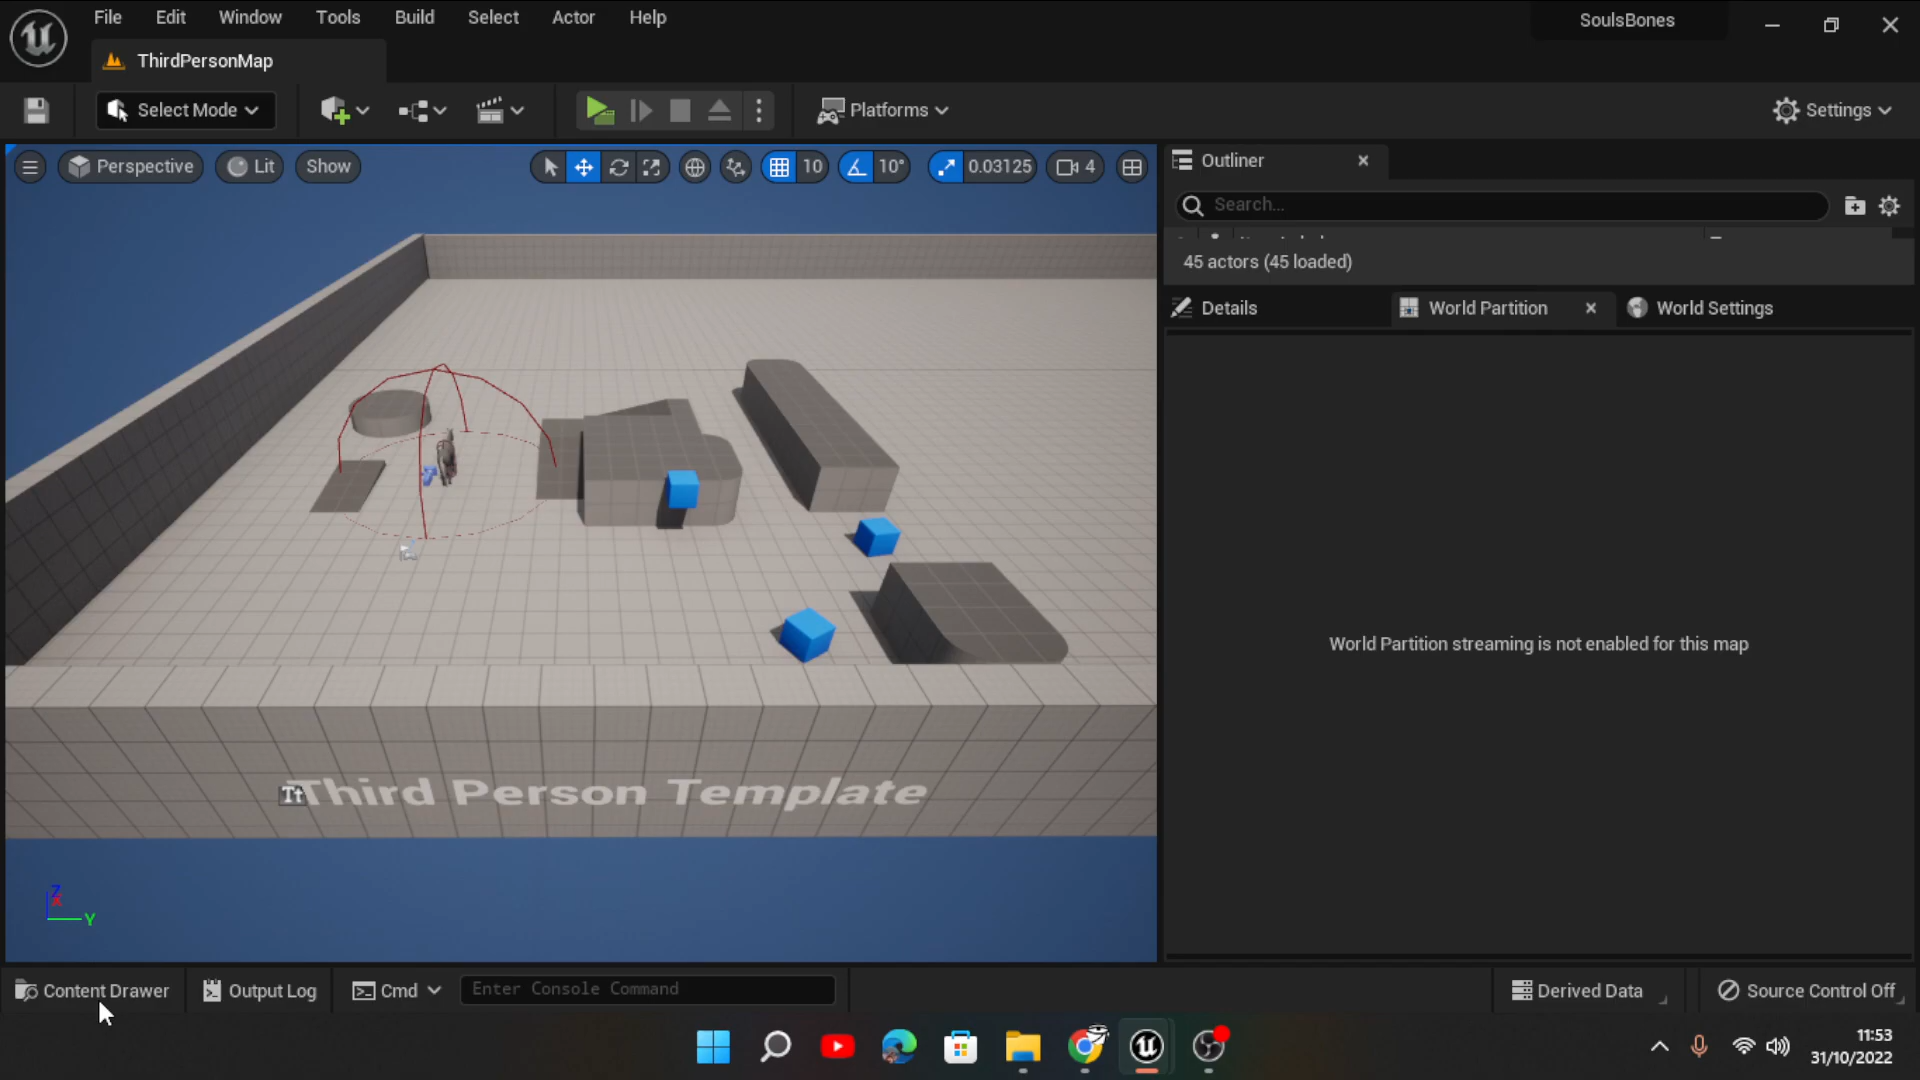 File Edit Window Tools Build Select Actor Help
SoulsBones
ThirdPersonMap
Select Mode
Platforms
Settings
Perspective Lit Show
10 10° 0.03125 4
Outliner
Search...
45 actors (45 loaded)
Details World Partition World Settings
World Partition streaming is not enabled for this map
Tt Third Person Template
Z
X
Y
Content Drawer Output Log Cmd Enter Console Command Derived Data Source Control Off
11:53
31/10/2022